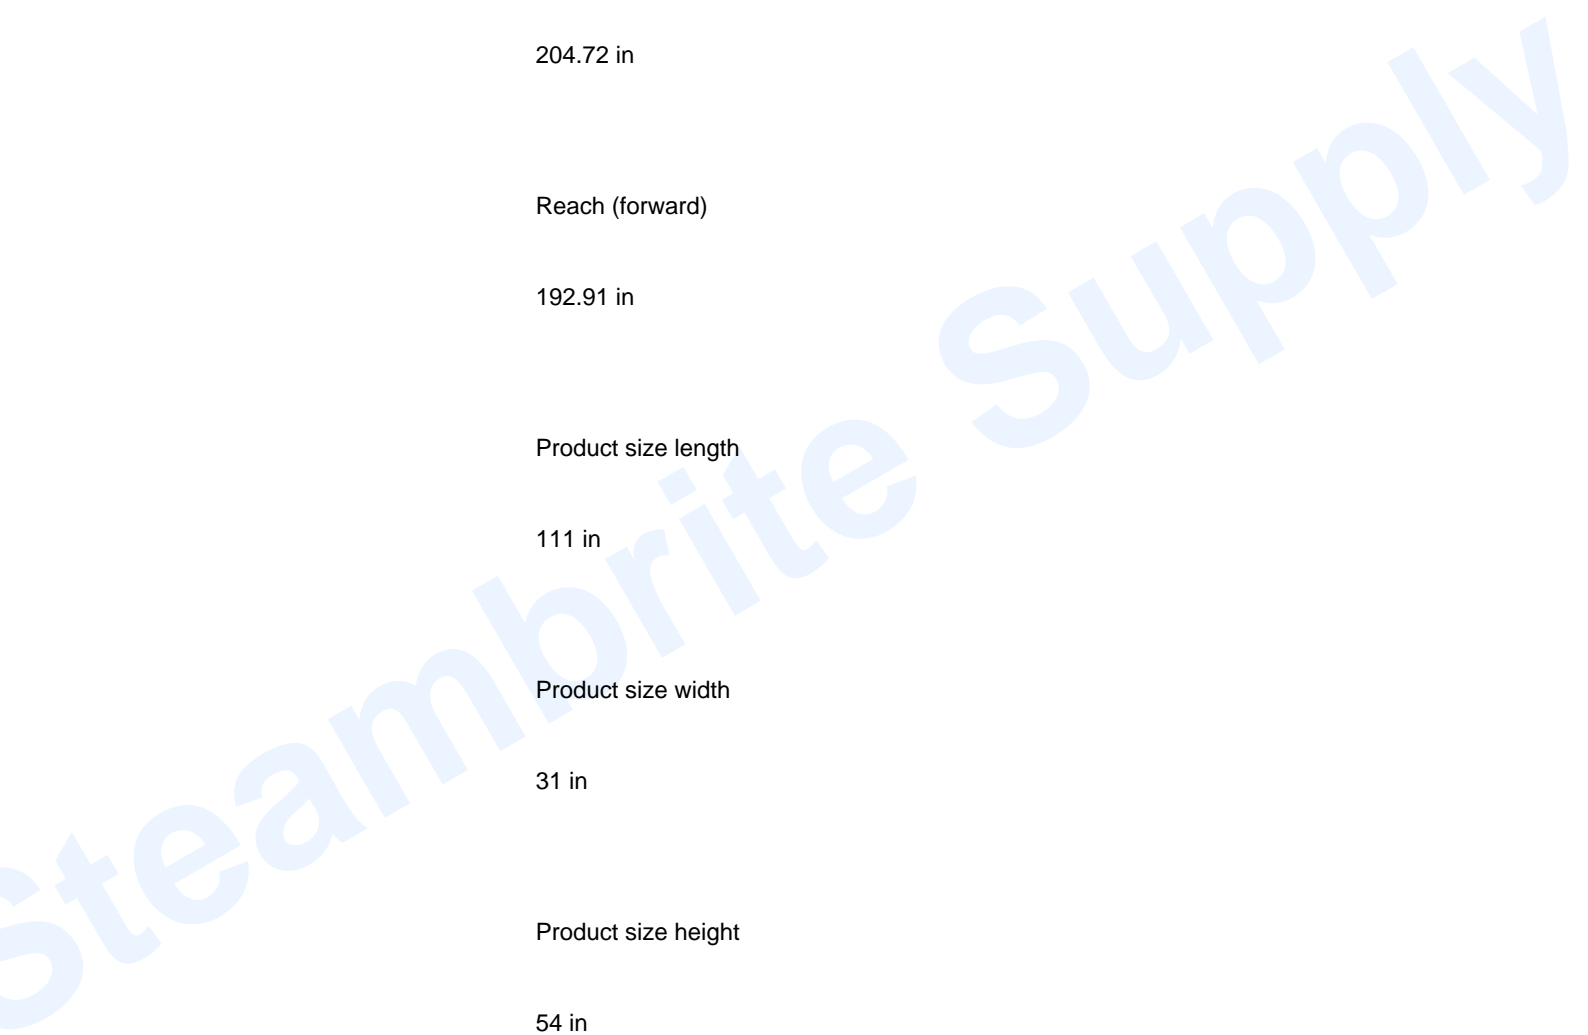 204.72 in
Reach (forward)
192.91 in
Product size length
111 in
Product size width
31 in
Product size height
54 in
Steambrite Supply